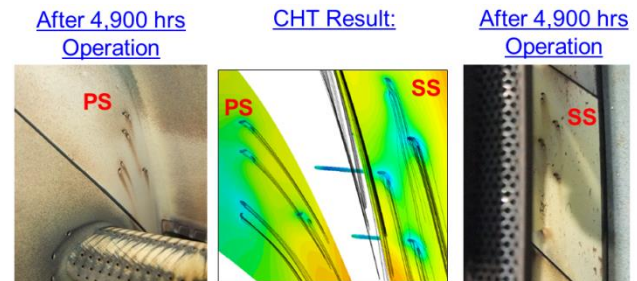 After 4,900 hrs
Operation
CHT Result:
After 4,900 hrs
Operation
PS
PS
SS
SS